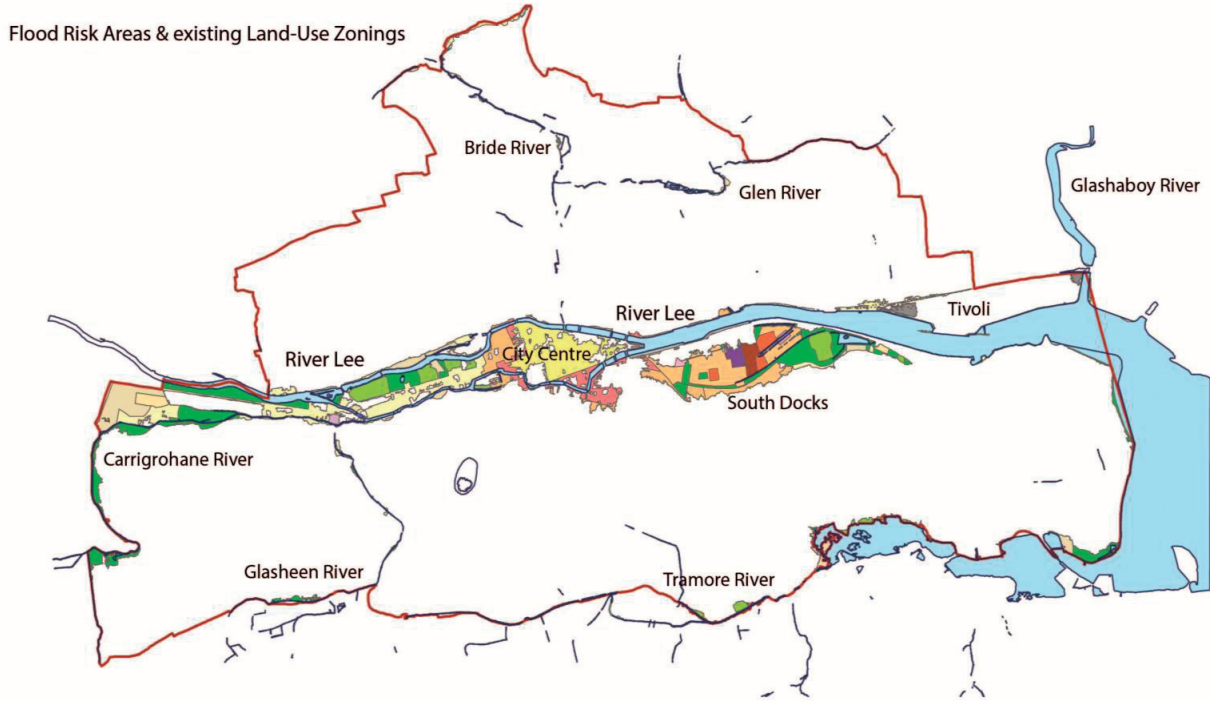 Flood Risk Areas & existing Land-Use Zonings
Bride River
Glen River
Glashaboy River
River Lee
Tivoli
River Lee
City Centre
South Docks
Carrigrohane River
Glasheen River
Tramore River